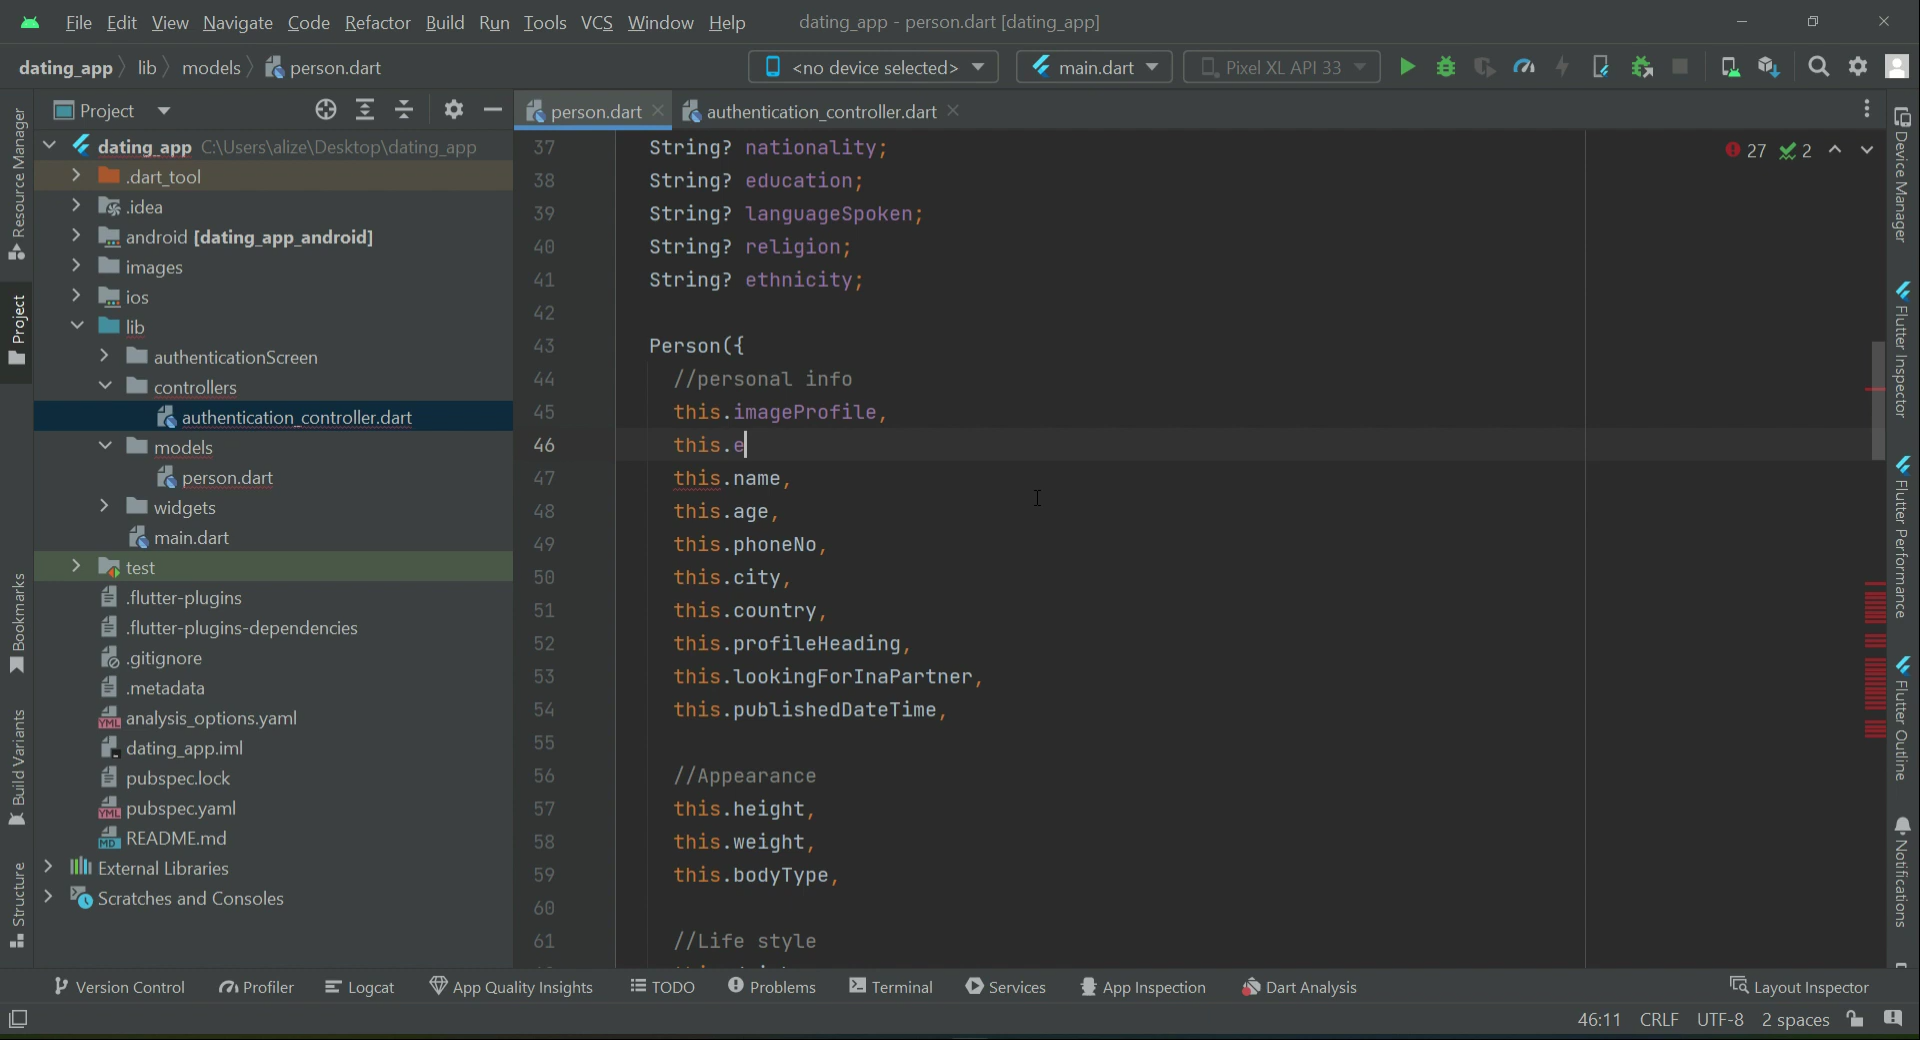 File Edit View Navigate Code Refactor Build Run Tools VCS Window Help dating_app - person.dart [dating_app]
dating_app lib models person.dart <no device selected> main.dart Pixel XL API 33
Project person.dart authentication_controller.dart
dating_app C:\Users\alize\Desktop\dating_app
.dart_tool
.idea
android [dating_app_android]
images
ios
lib
authenticationScreen
controllers
authentication_controller.dart
models
person.dart
widgets
main.dart
test
.flutter-plugins
.flutter-plugins-dependencies
.gitignore
.metadata
analysis_options.yaml
dating_app.iml
pubspec.lock
pubspec.yaml
README.md
External Libraries
Scratches and Consoles
Resource Manager
Project
Bookmarks
Build Variants
Structure
37 String? nationality;
38 String? education;
39 String? languageSpoken;
40 String? religion;
41 String? ethnicity;
42
43 Person({
44 //personal info
45 this.imageProfile,
46 this.e
47 this.name,
48 this.age,
49 this.phoneNo,
50 this.city,
51 this.country,
52 this.profileHeading,
53 this.lookingForInaPartner,
54 this.publishedDateTime,
55
56 //Appearance
57 this.height,
58 this.weight,
59 this.bodyType,
60
61 //Life style
27 2
Device Manager
Flutter Inspector
Flutter Performance
Flutter Outline
Notifications
Version Control Profiler Logcat App Quality Insights TODO Problems Terminal Services App Inspection Dart Analysis Layout Inspector
46:11 CRLF UTF-8 2 spaces